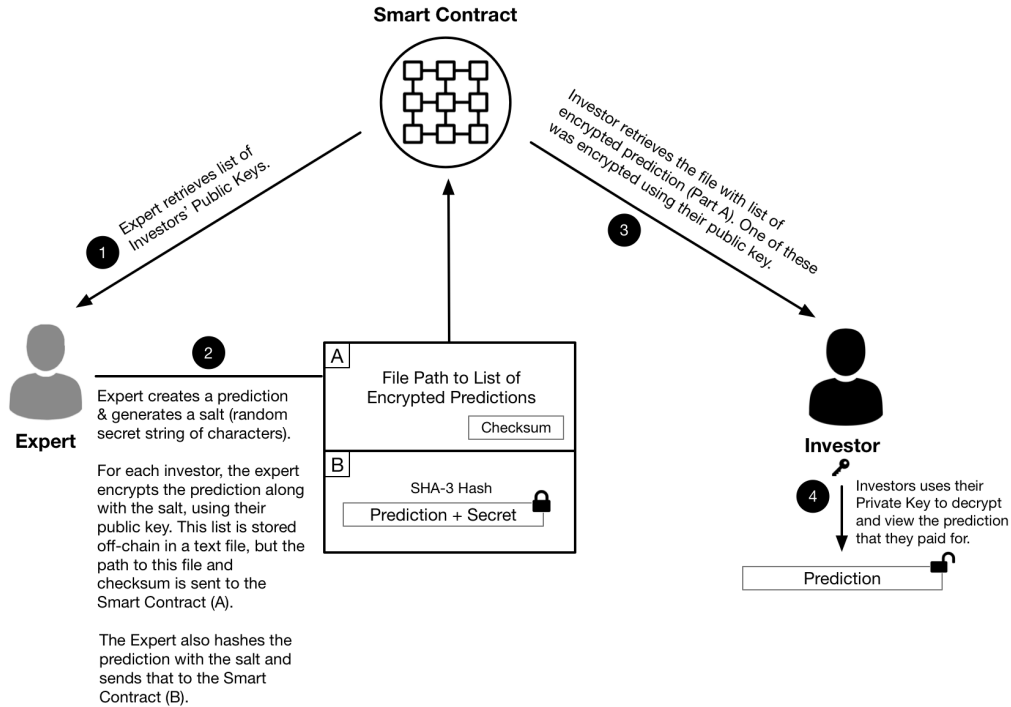 Smart Contract
Expert retrieves list of
Investors' Public Keys.
1
Investor retrieves the file with list of
encrypted prediction (Part A). One of these
was encrypted using their public key.
3
2
Expert
Expert creates a prediction
& generates a salt (random
secret string of characters).
For each investor, the expert
encrypts the prediction along
with the salt, using their
public key. This list is stored
off-chain in a text file, but the
path to this file and
checksum is sent to the
Smart Contract (A).
The Expert also hashes the
prediction with the salt and
sends that to the Smart
Contract (B).
A
File Path to List of
Encrypted Predictions
Checksum
B
SHA-3 Hash
Prediction + Secret
Investor
4
Investors uses their
Private Key to decrypt
and view the prediction
that they paid for.
Prediction